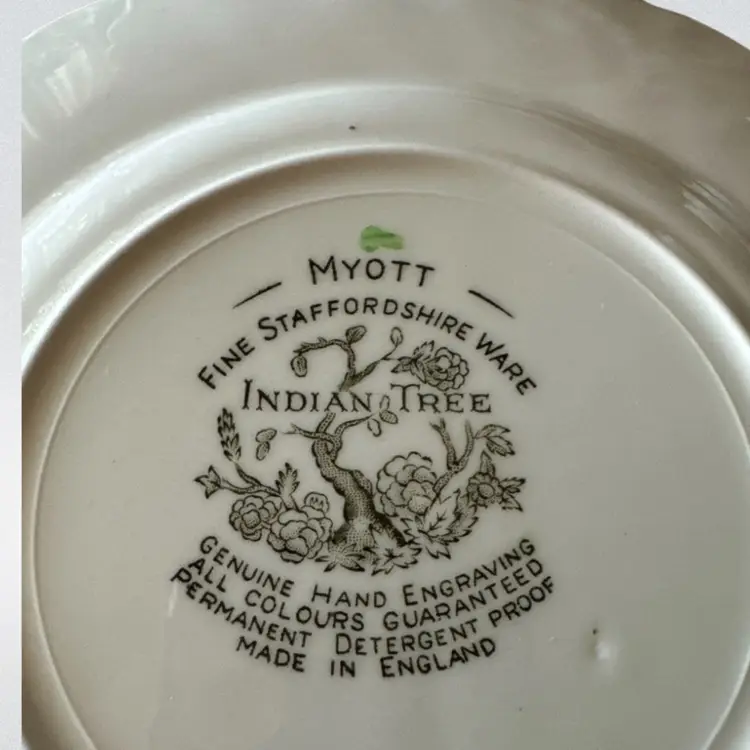 MYOTT
FINE STAFFORDSHIRE WARE
INDIAN TREE
GENUINE HAND ENGRAVING
ALL COLOURS GUARANTEED
PERMANENT DETERGENT PROOF
MADE IN ENGLAND